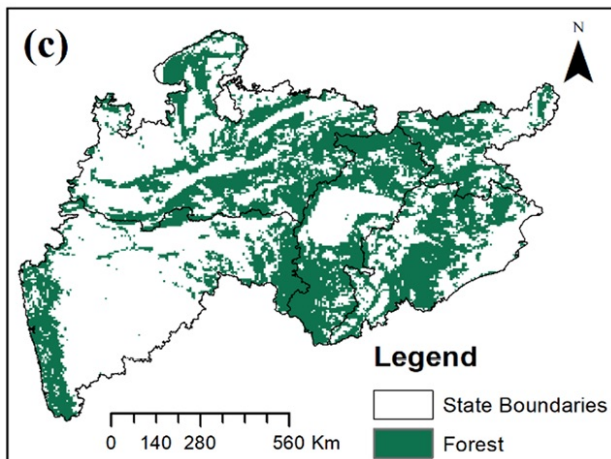 (c)
N
Legend
State Boundaries
Forest
0 140 280 560 Km